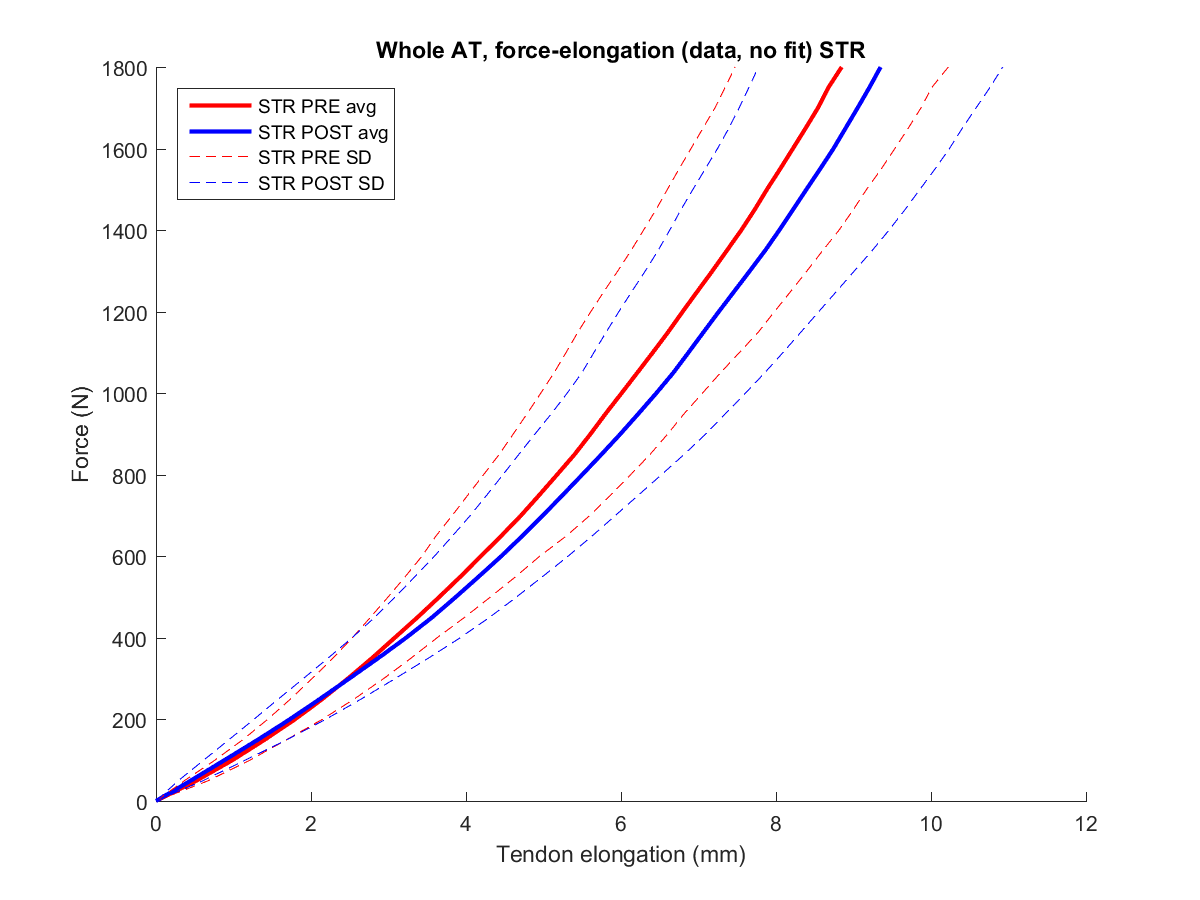 Whole AT, force-elongation (data, no fit) STR
1800
1600
1400
1200
1000
800
600
400
200
0
Force (N)
STR PRE avg
STR POST avg
STR PRE SD
STR POST SD
0 2 4 6 8 10 12
Tendon elongation (mm)